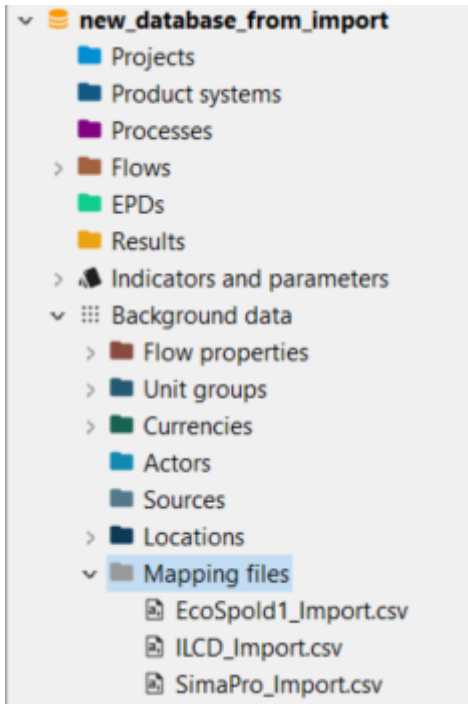 new_database_from_import
Projects
Product systems
Processes
Flows
EPDs
Results
Indicators and parameters
Background data
Flow properties
Unit groups
Currencies
Actors
Sources
Locations
Mapping files
EcoSpold1_Import.csv
ILCD_Import.csv
SimaPro_Import.csv